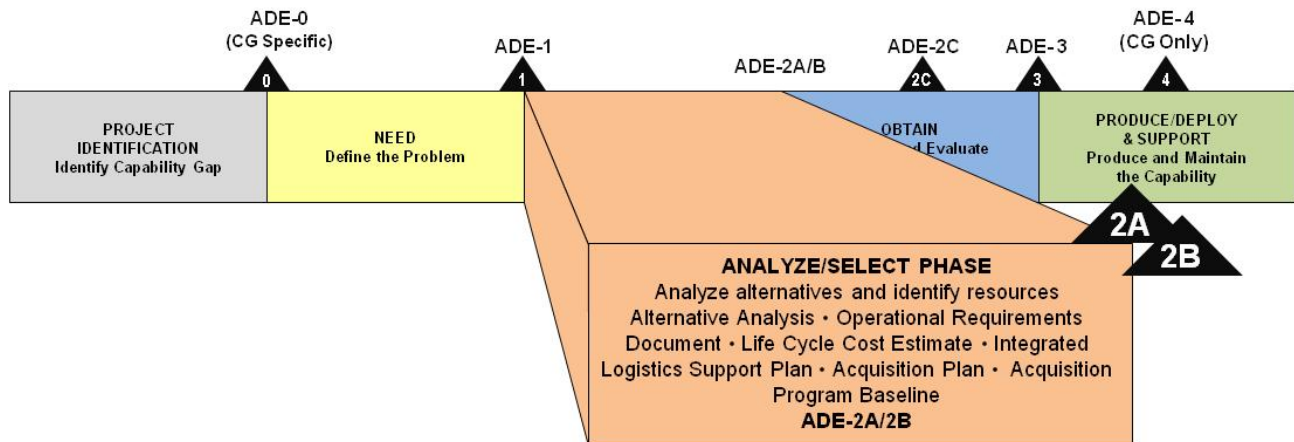 ADE-0
(CG Specific)
ADE-1
ADE-2A/B
ADE-2C
ADE-3
ADE-4
(CG Only)
0
1
2C
3
4
PROJECT
IDENTIFICATION
Identify Capability Gap
NEED
Define the Problem
OBTAIN
Evaluate
PRODUCE/DEPLOY
& SUPPORT
Produce and Maintain
the Capability
2A
2B
ANALYZE/SELECT PHASE
Analyze alternatives and identify resources
Alternative Analysis • Operational Requirements
Document • Life Cycle Cost Estimate • Integrated
Logistics Support Plan • Acquisition Plan • Acquisition
Program Baseline
ADE-2A/2B